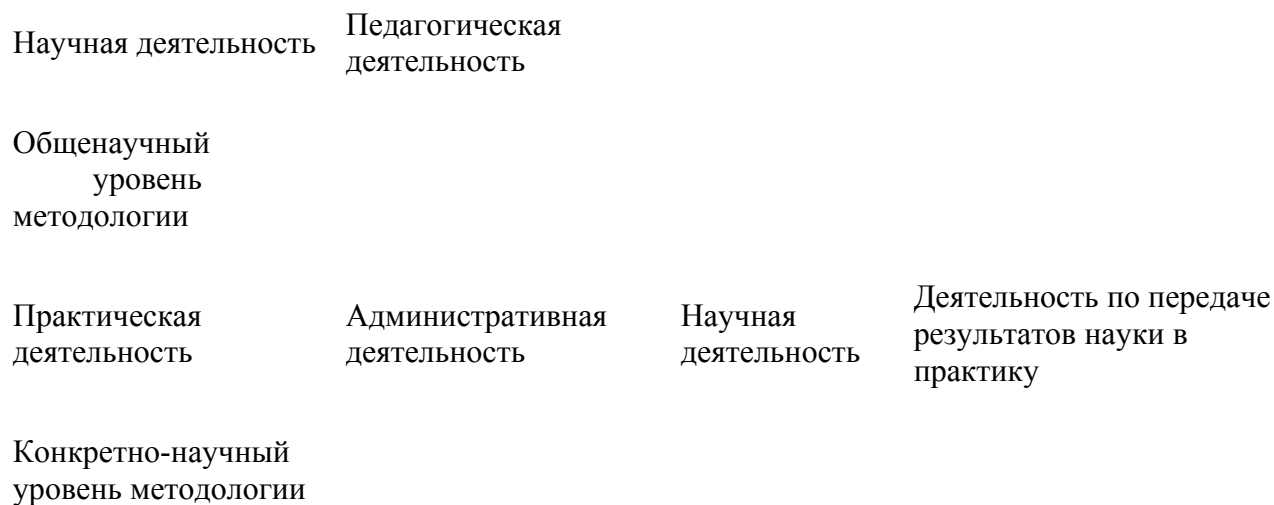 Научная деятельность
Педагогическая
деятельность
Общенаучный
уровень
методологии
Практическая
деятельность
Административная
деятельность
Научная
деятельность
Деятельность по передаче
результатов науки в
практику
Конкретно-научный
уровень методологии